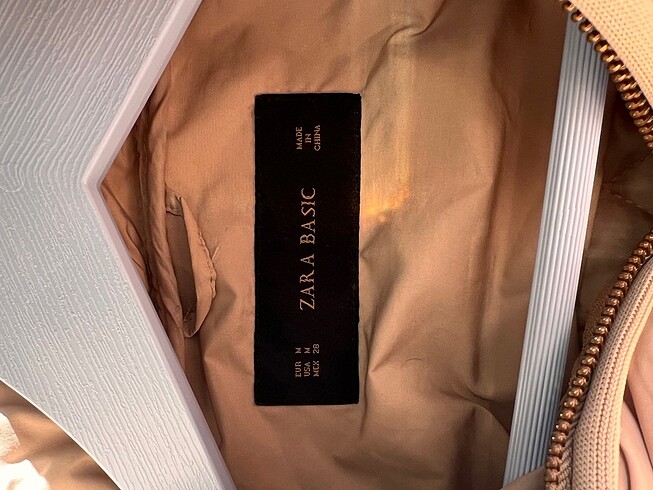 EUR M
USA M
MEX 28
ZARA BASIC
MADE
IN
CHINA